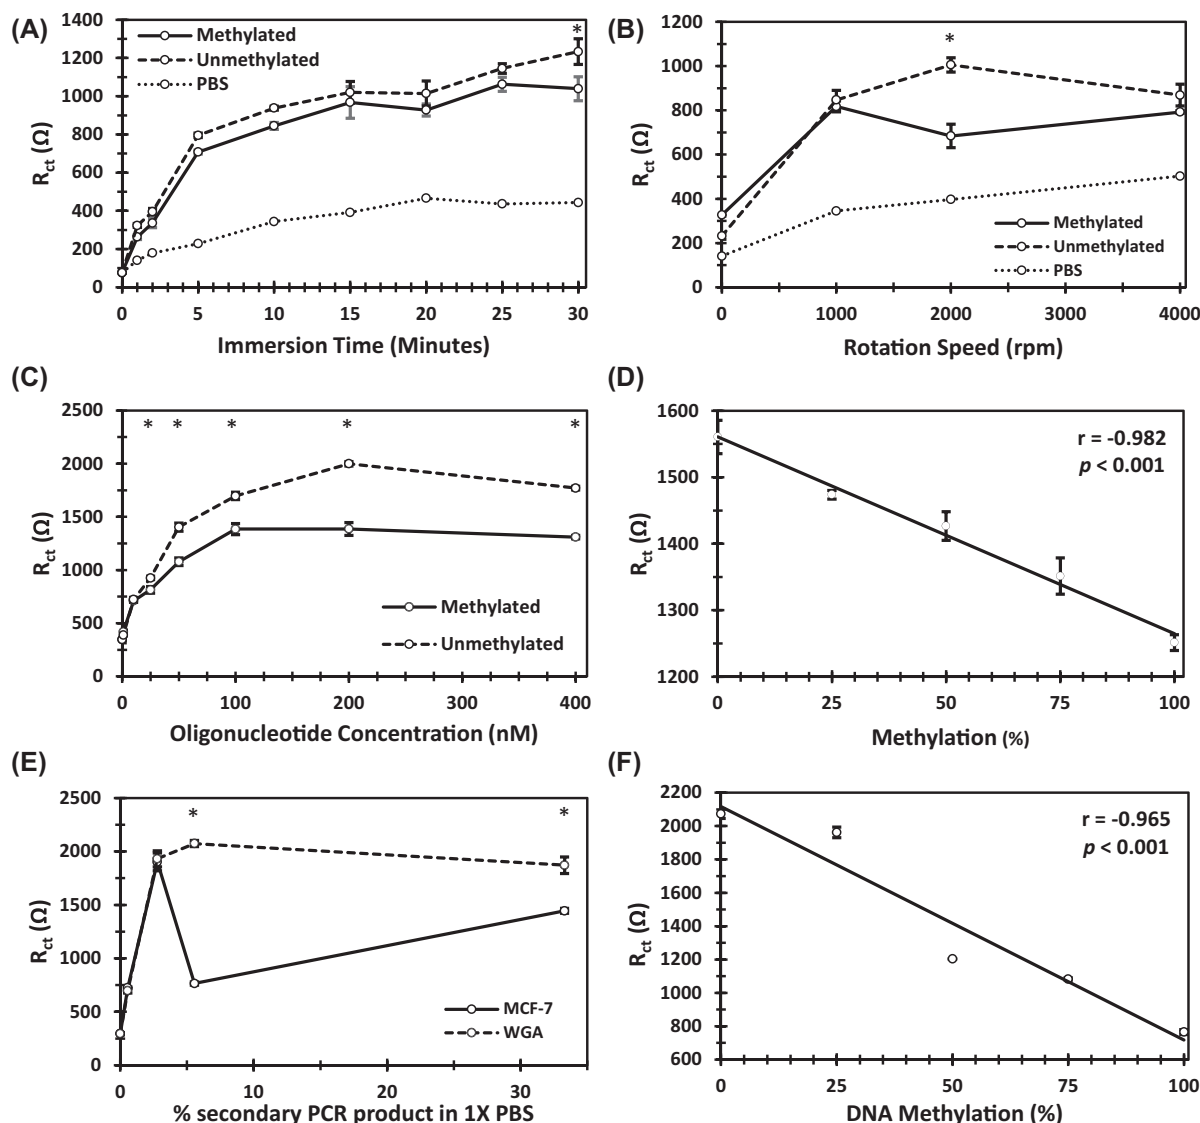 (A)
1400
1200
1000
800
600
400
200
0
Rct (Ω)
Methylated
Unmethylated
PBS
*
0 5 10 15 20 25 30
Immersion Time (Minutes)
(B)
1200
1000
800
600
400
200
0
Rct (Ω)
*
Methylated
Unmethylated
PBS
0 1000 2000 3000 4000
Rotation Speed (rpm)
(C)
2500
2000
1500
1000
500
0
Rct (Ω)
* * * * *
Methylated
Unmethylated
0 100 200 300 400
Oligonucleotide Concentration (nM)
(D)
1600
1500
1400
1300
1200
Rct (Ω)
r = -0.982
p < 0.001
0 25 50 75 100
Methylation (%)
(E)
2500
2000
1500
1000
500
0
Rct (Ω)
* *
MCF-7
WGA
0 10 20 30
% secondary PCR product in 1X PBS
(F)
2200
2000
1800
1600
1400
1200
1000
800
600
Rct (Ω)
r = -0.965
p < 0.001
0 25 50 75 100
DNA Methylation (%)